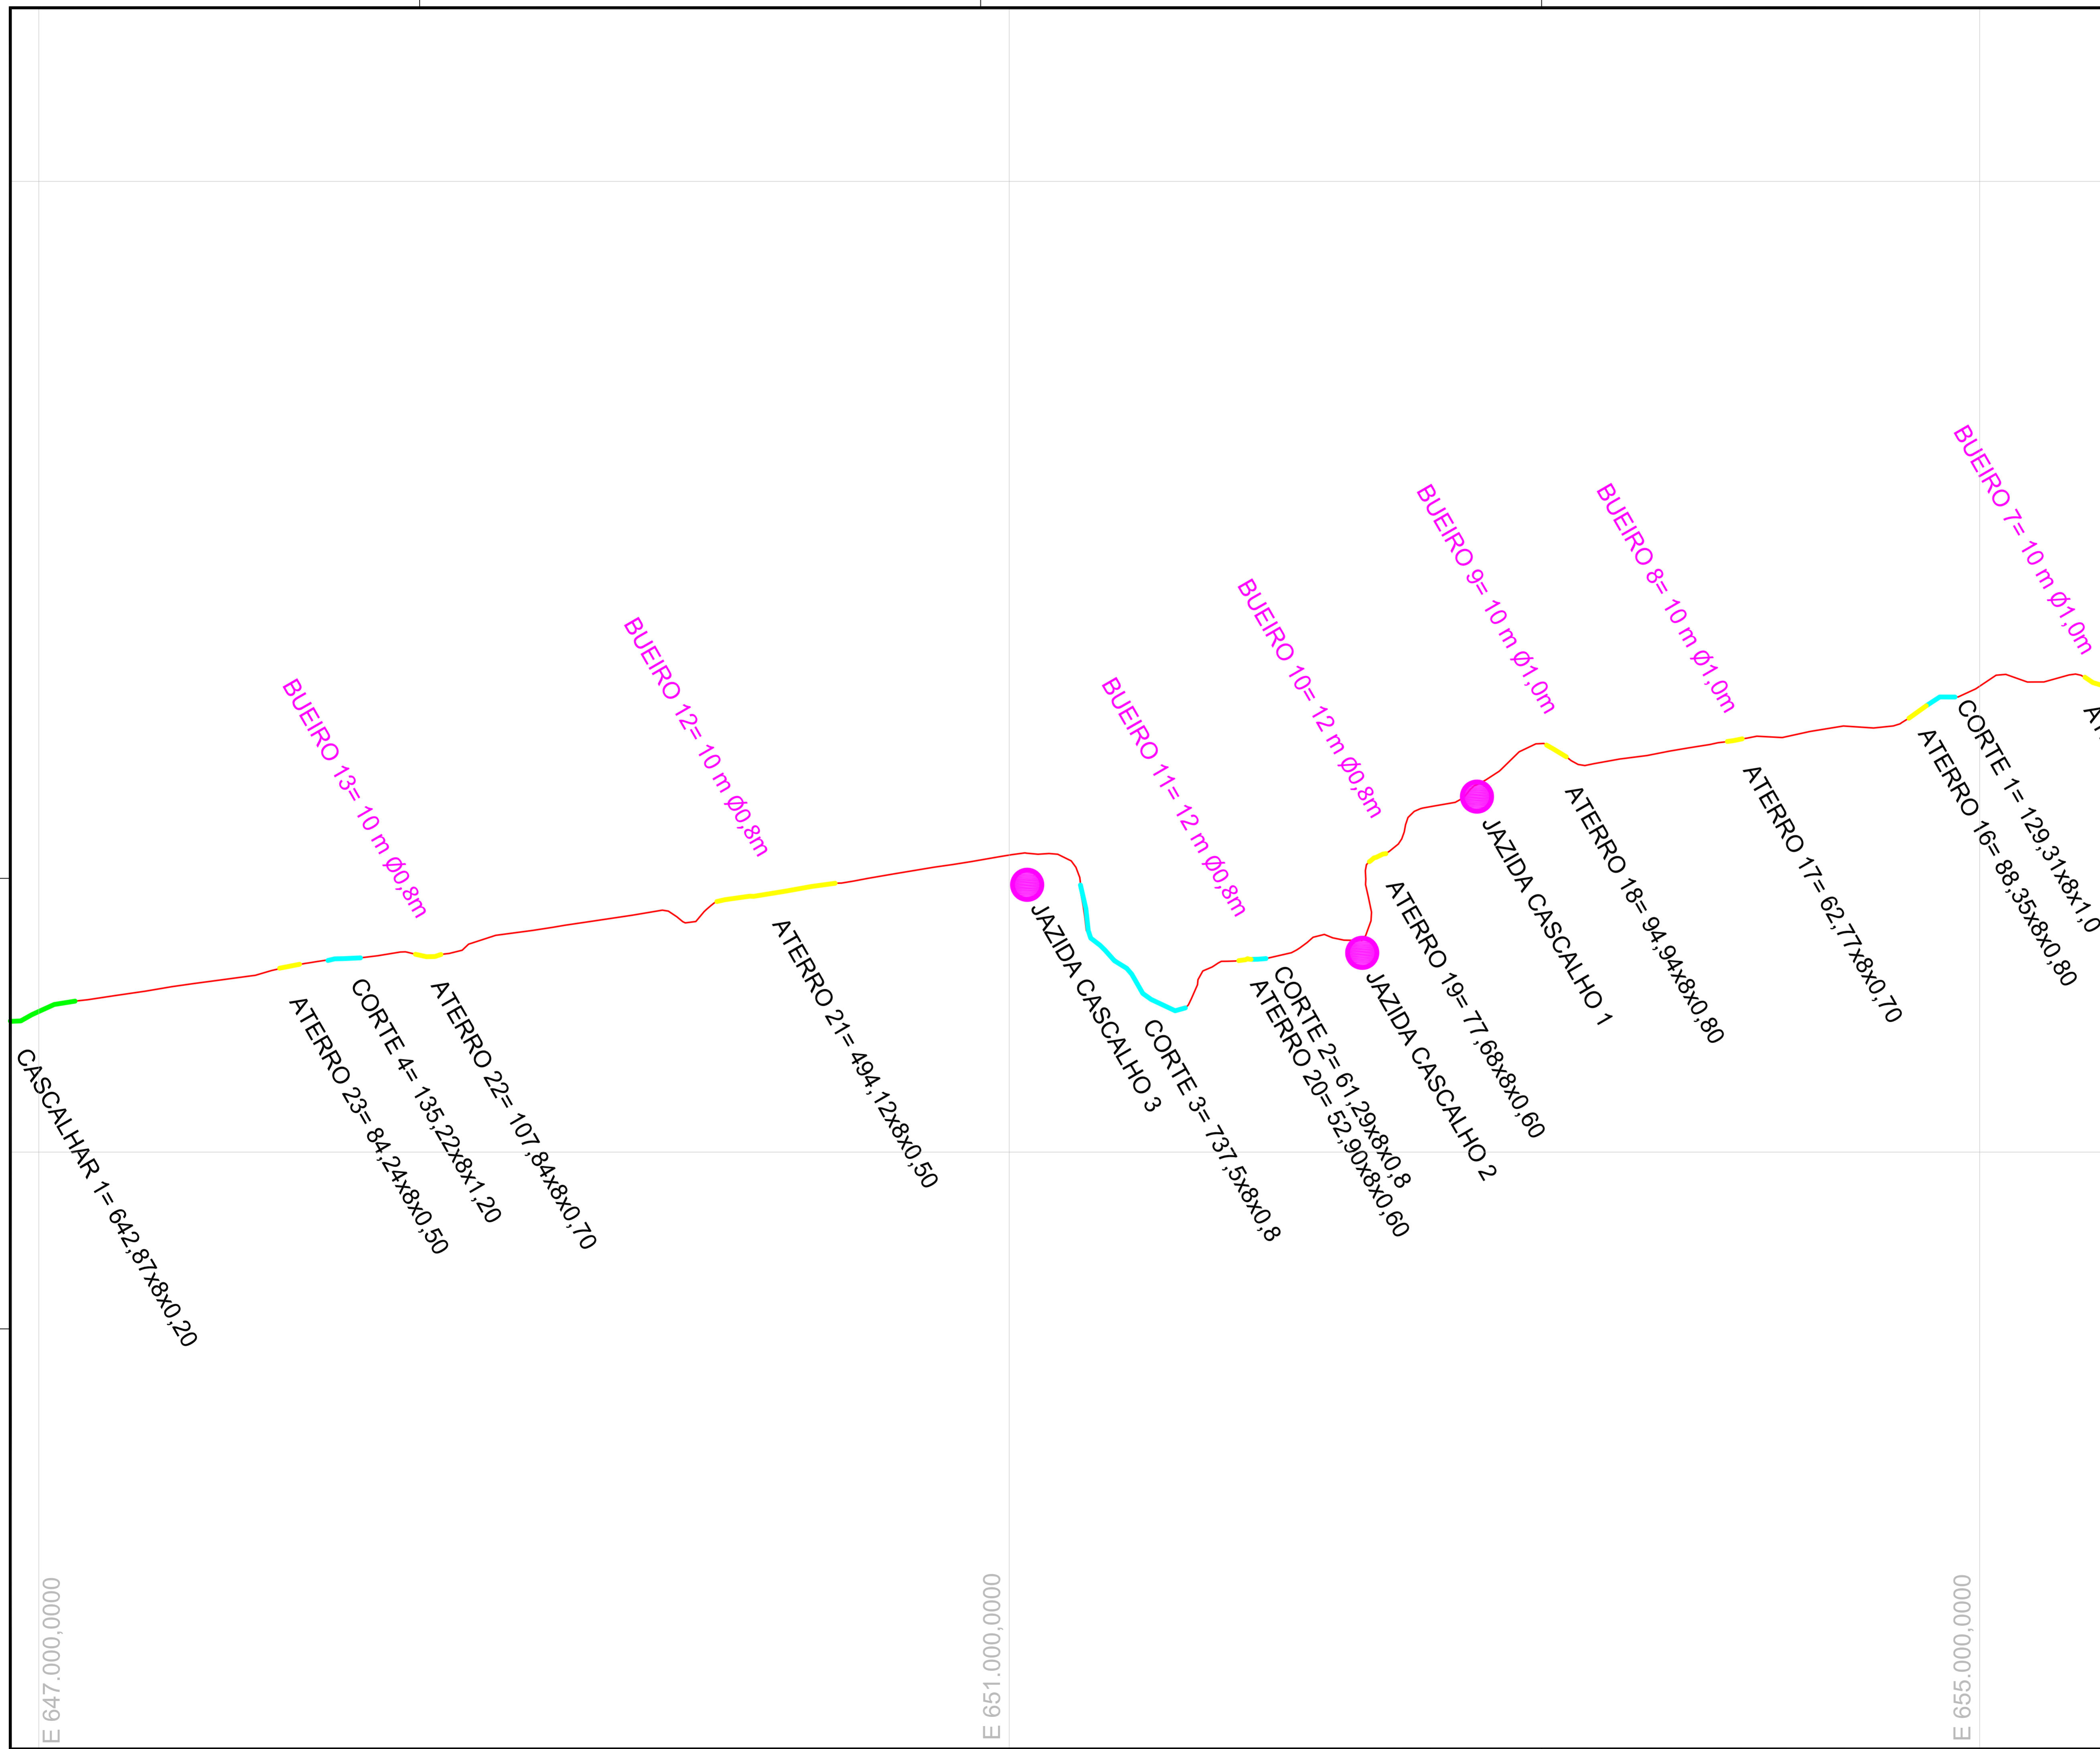 BUEIRO 13= 10 m Ø0,8m
BUEIRO 12= 10 m Ø0,8m
BUEIRO 11= 12 m Ø0,8m
BUEIRO 10= 12 m Ø0,8m
BUEIRO 9= 10 m Ø1,0m
BUEIRO 8= 10 m Ø1,0m
BUEIRO 7= 10 m Ø1,0m
CASCALHAR 1= 642,87x8x0,20
ATERRO 23= 84,24x8x0,50
CORTE 4= 135,22x8x1,20
ATERRO 22= 107,84x8x0,70
ATERRO 21= 494,12x8x0,50
JAZIDA CASCALHO 3
CORTE 3= 737,5x8x0,8
ATERRO 20= 52,90x8x0,60
CORTE 2= 61,29x8x0,8
JAZIDA CASCALHO 2
ATERRO 19= 77,68x8x0,60
JAZIDA CASCALHO 1
ATERRO 18= 94,94x8x0,80
ATERRO 17= 62,77x8x0,70
ATERRO 16= 88,35x8x0,80
CORTE 1= 129,31x8x1,0
E 647.000,0000
E 651.000,0000
E 655.000,0000